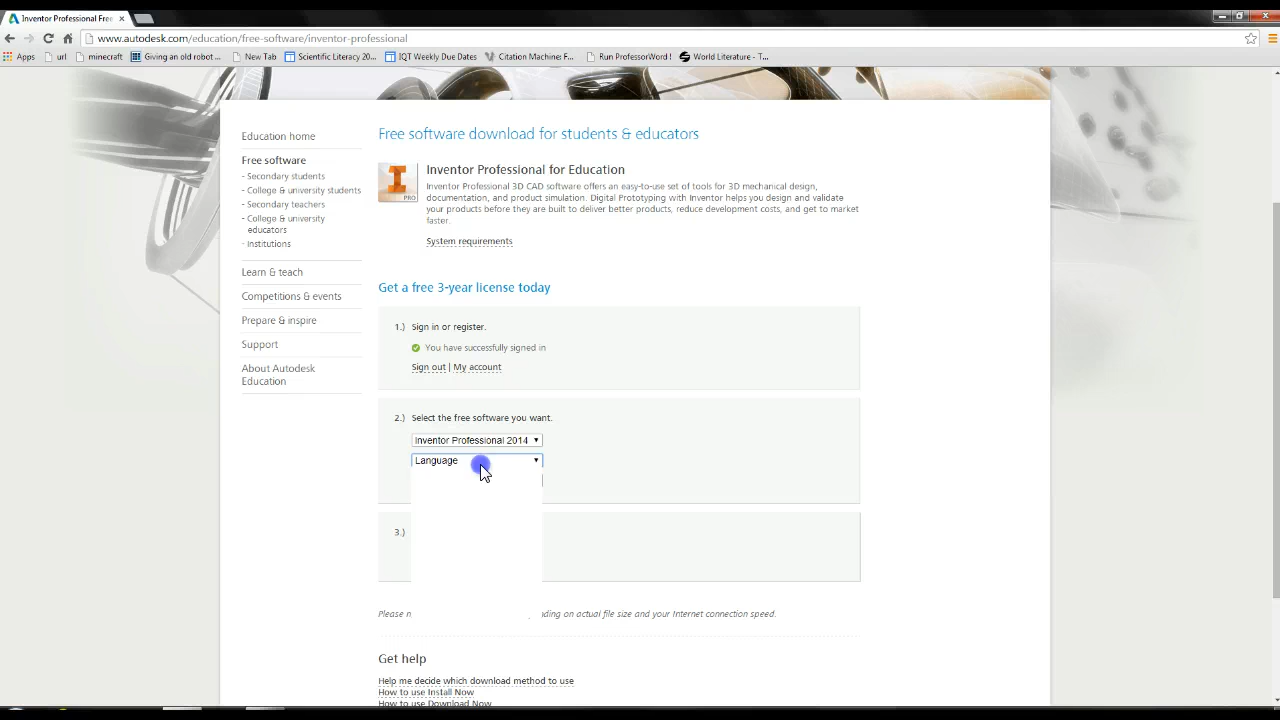 Inventor Professional Free
www.autodesk.com/education/free-software/inventor-professional
Apps url minecraft Giving an old robot ... New Tab Scientific Literacy 20... IQT Weekly Due Dates Citation Machine: F... Run ProfessorWord ! World Literature - T...
Education home
Free software
- Secondary students
- College & university students
- Secondary teachers
- College & university
educators
- Institutions
Learn & teach
Competitions & events
Prepare & inspire
Support
About Autodesk
Education
Free software download for students & educators
PRO
Inventor Professional for Education
Inventor Professional 3D CAD software offers an easy-to-use set of tools for 3D mechanical design,
documentation, and product simulation. Digital Prototyping with Inventor helps you design and validate
your products before they are built to deliver better products, reduce development costs, and get to market
faster.
System requirements
Get a free 3-year license today
1.) Sign in or register.
You have successfully signed in
Sign out | My account
2.) Select the free software you want.
Inventor Professional 2014
Language
3.)
Please n ding on actual file size and your Internet connection speed.
Get help
Help me decide which download method to use
How to use Install Now
How to use Download Now